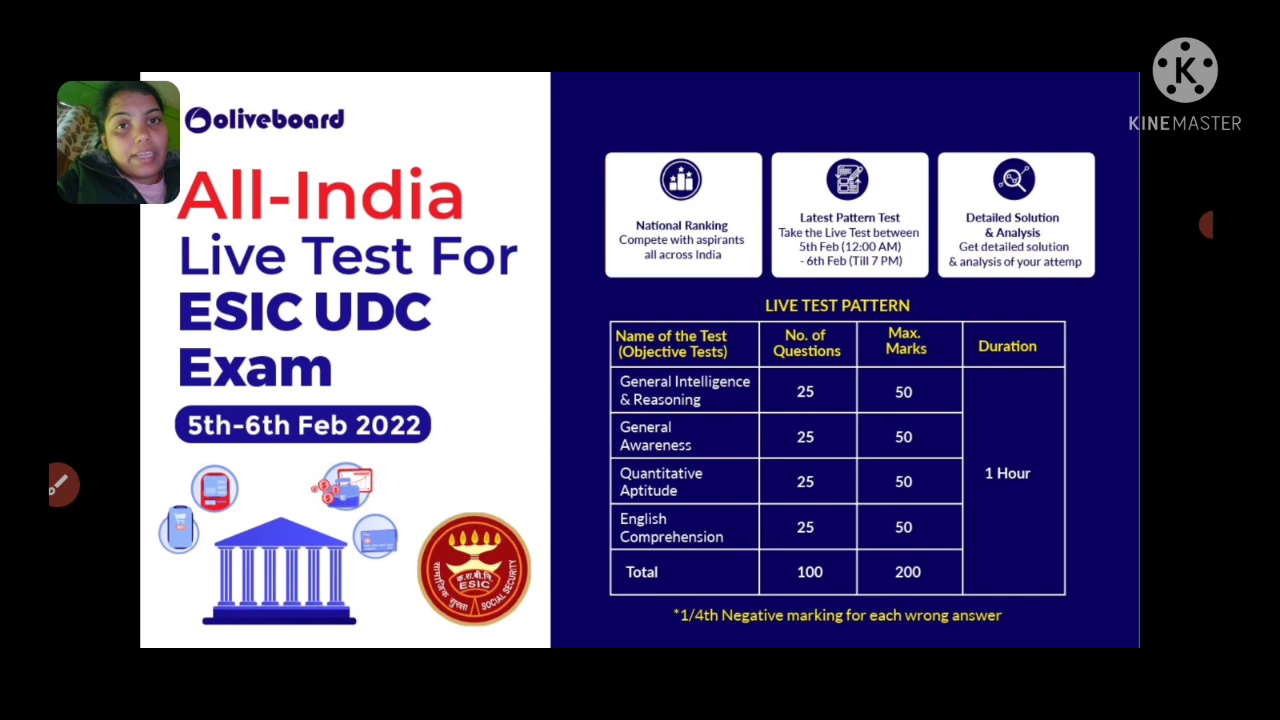 oliveboard
All-India
Live Test For
ESIC UDC
Exam
5th-6th Feb 2022
सामाजिक सुरक्षा
क.रा.बी.नि.
ESIC
SOCIAL SECURITY
K
KINEMASTER
National Ranking
Compete with aspirants
all across India
Latest Pattern Test
Take the Live Test between
5th Feb (12:00 AM)
- 6th Feb (Till 7 PM)
Detailed Solution
& Analysis
Get detailed solution
& analysis of your attemp
LIVE TEST PATTERN
Name of the Test (Objective Tests) No. of Questions Max. Marks Duration
General Intelligence & Reasoning 25 50
General Awareness 25 50
Quantitative Aptitude 25 50 1 Hour
English Comprehension 25 50
Total 100 200
*1/4th Negative marking for each wrong answer